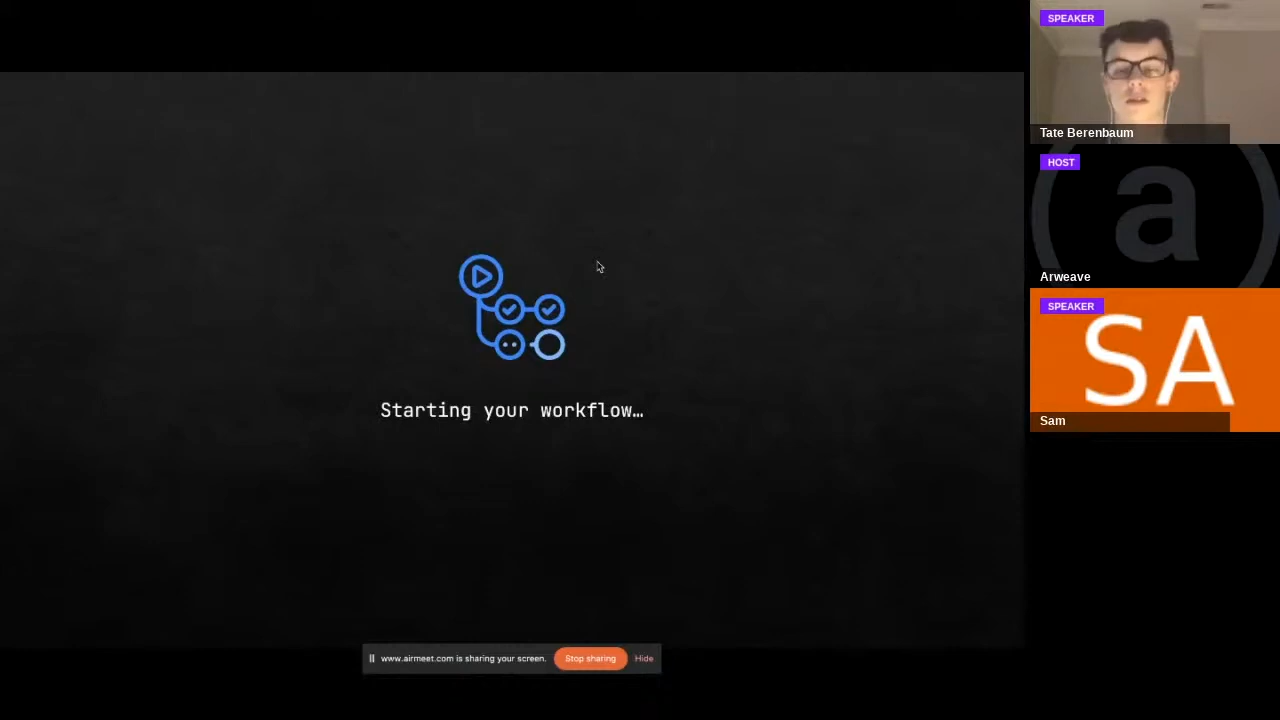 SPEAKER
Tate Berenbaum
HOST
a
Arweave
SPEAKER
SA
Sam
Starting your workflow…
www.airmeet.com is sharing your screen.
Stop sharing
Hide